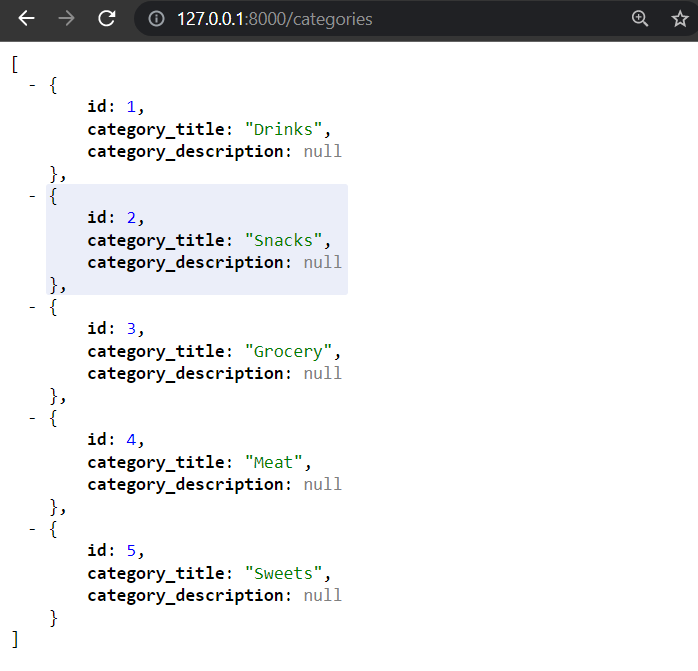 127.0.0.1:8000/categories
[
- {
id: 1,
category_title: "Drinks",
category_description: null
},
- {
id: 2,
category_title: "Snacks",
category_description: null
},
- {
id: 3,
category_title: "Grocery",
category_description: null
},
- {
id: 4,
category_title: "Meat",
category_description: null
},
- {
id: 5,
category_title: "Sweets",
category_description: null
}
]